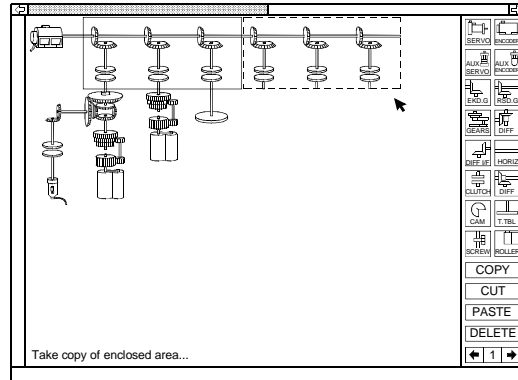 SERVO ENCODER
AUX SERVO AUX ENCODER
EKD.G RSD.G
GEARS DIFF
DIFF I/F HORIZ
CLUTCH DIFF
CAM T.TBL
SCREW ROLLER
COPY
CUT
PASTE
DELETE
1
Take copy of enclosed area...